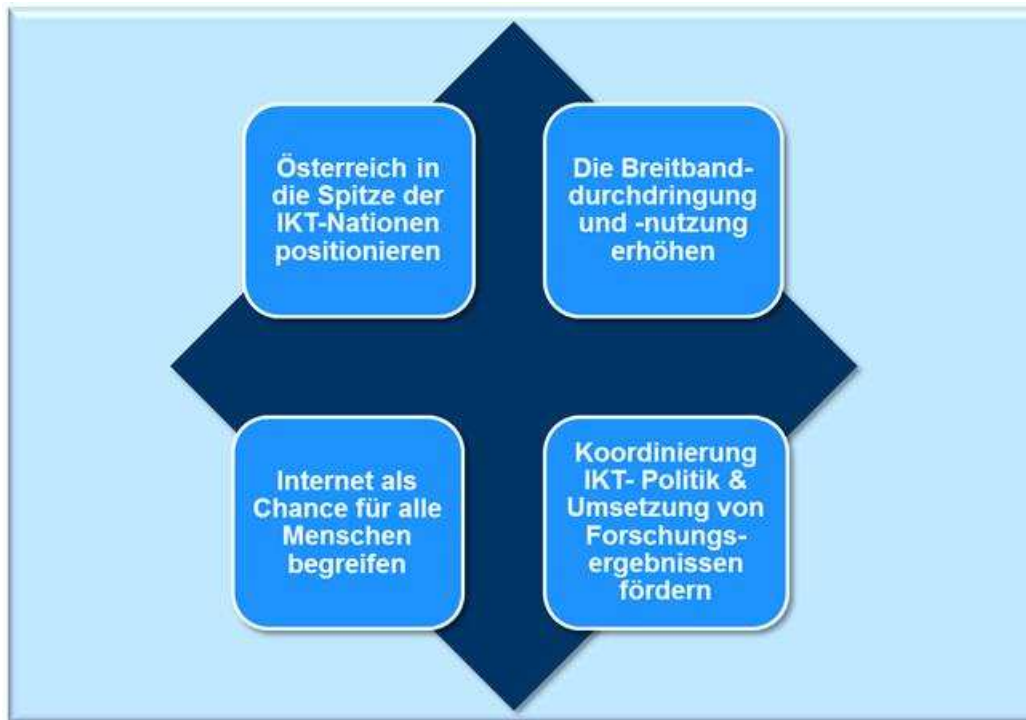 Österreich in
die Spitze der
IKT-Nationen
positionieren
Die Breitband-
durchdringung
und -nutzung
erhöhen
Internet als
Chance für alle
Menschen
begreifen
Koordinierung
IKT- Politik &
Umsetzung von
Forschungs-
ergebnissen
fördern